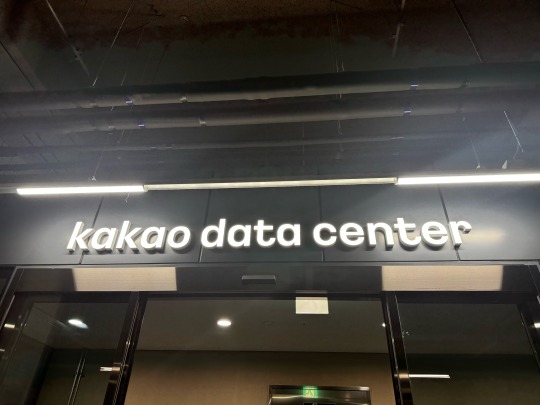 kakao data center